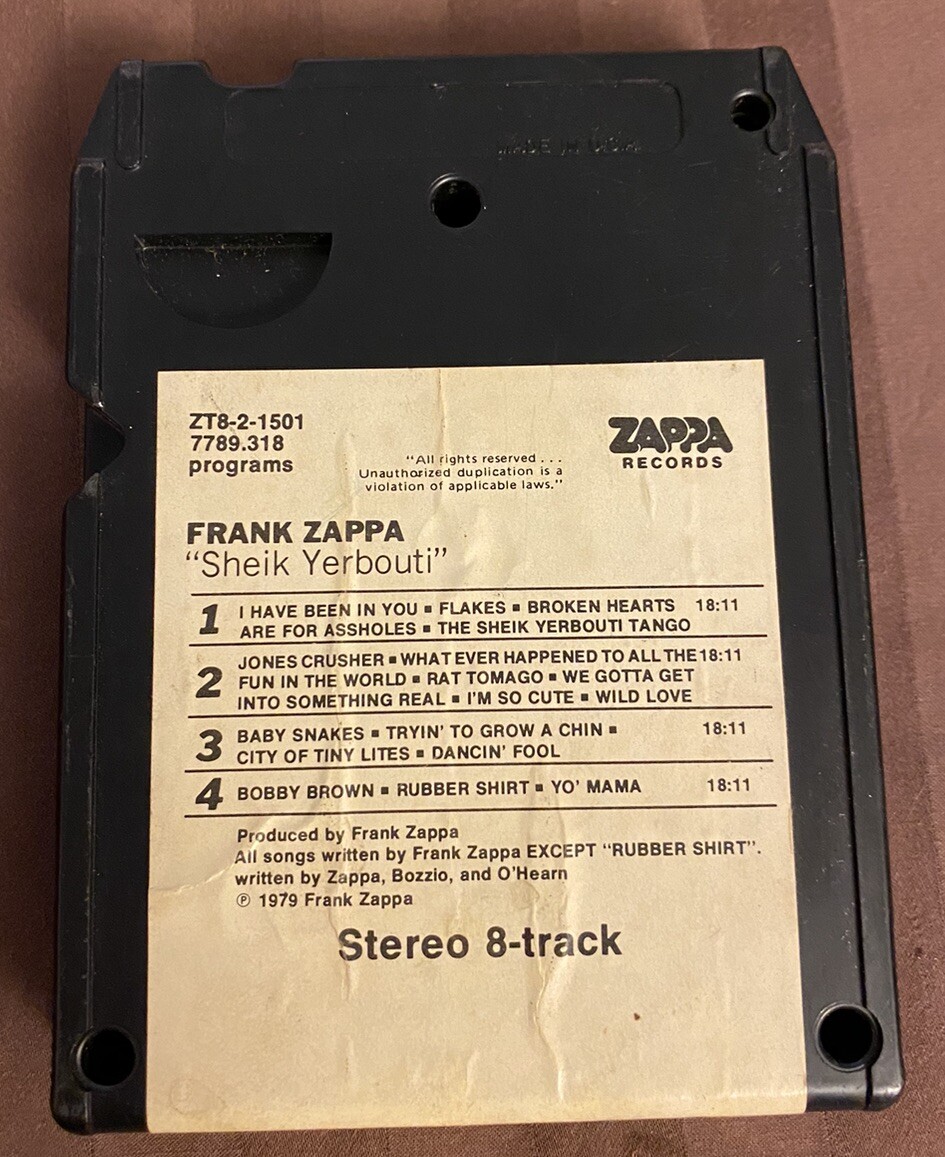 MADE IN U.S.A.
ZT8-2-1501
7789.318
programs
"All rights reserved . . .
Unauthorized duplication is a
violation of applicable laws."
ZAPPA
RECORDS
FRANK ZAPPA
"Sheik Yerbouti"
1 I HAVE BEEN IN YOU ▪ FLAKES ▪ BROKEN HEARTS 18:11
ARE FOR ASSHOLES ▪ THE SHEIK YERBOUTI TANGO
JONES CRUSHER ▪ WHAT EVER HAPPENED TO ALL THE 18:11
2 FUN IN THE WORLD ▪ RAT TOMAGO ▪ WE GOTTA GET
INTO SOMETHING REAL ▪ I'M SO CUTE ▪ WILD LOVE
3 BABY SNAKES ▪ TRYIN' TO GROW A CHIN ▪ 18:11
CITY OF TINY LITES ▪ DANCIN' FOOL
4 BOBBY BROWN ▪ RUBBER SHIRT ▪ YO' MAMA 18:11
Produced by Frank Zappa
All songs written by Frank Zappa EXCEPT "RUBBER SHIRT".
written by Zappa, Bozzio, and O'Hearn
℗ 1979 Frank Zappa
Stereo 8-track